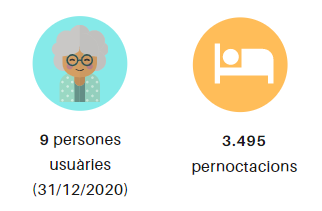 9 persones
usuàries
(31/12/2020)
3.495
pernoctacions